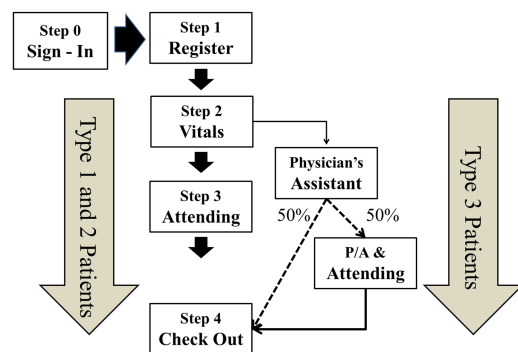 Step 0
Sign - In
Step 1
Register
Step 2
Vitals
Physician's
Assistant
Step 3
Attending
50%
50%
P/A &
Attending
Step 4
Check Out
Type 1 and 2 Patients
Type 3 Patients